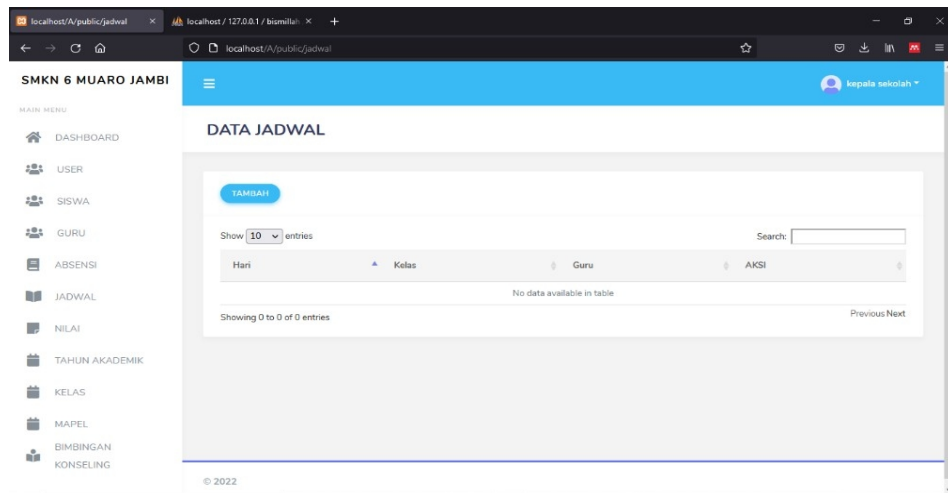 localhost/A/public/jadwal
localhost / 127.0.0.1 / bismillah
localhost/A/public/jadwal
SMKN 6 MUARO JAMBI
kepala sekolah
MAIN MENU
DASHBOARD
USER
SISWA
GURU
ABSENSI
JADWAL
NILAI
TAHUN AKADEMIK
KELAS
MAPEL
BIMBINGAN
KONSELING
DATA JADWAL
TAMBAH
Show 10 entries
Search:
Hari Kelas Guru AKSI
No data available in table
Showing 0 to 0 of 0 entries
Previous Next
© 2022